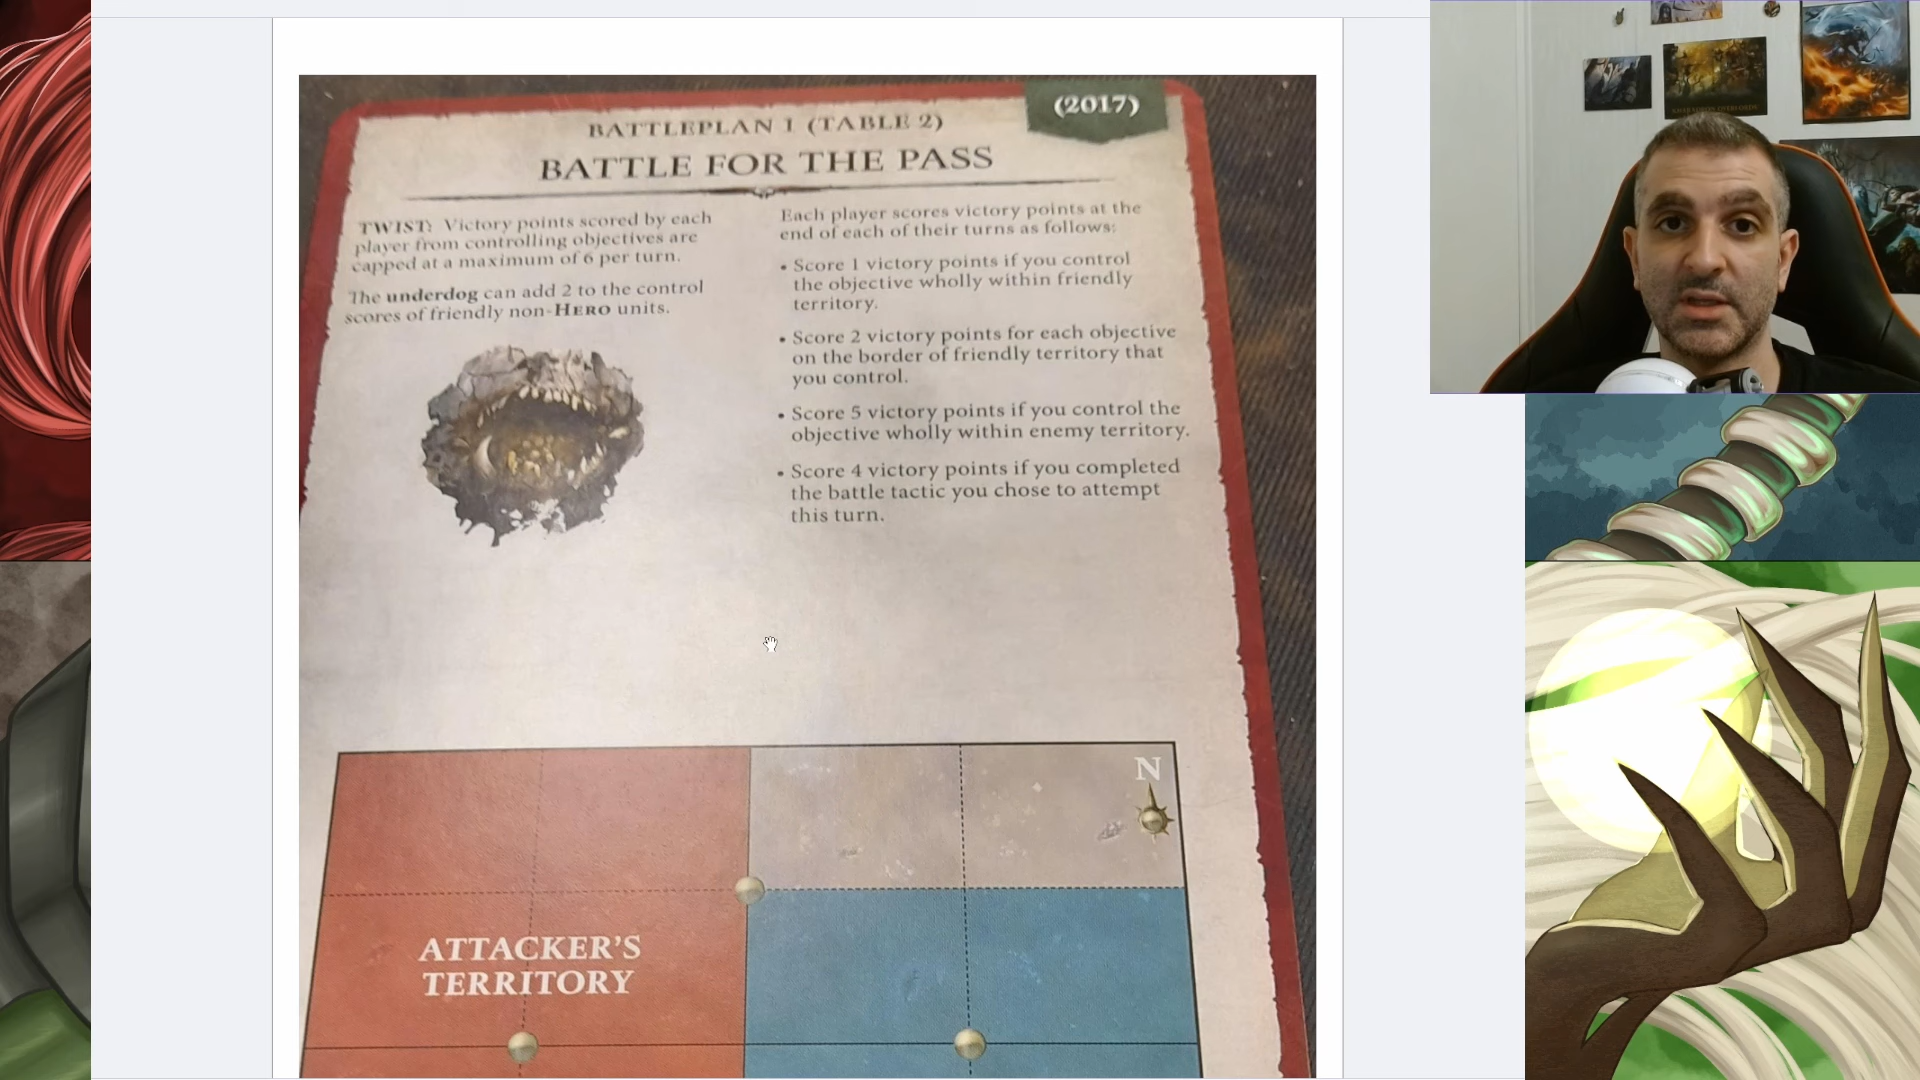 (2017)
BATTLEPLAN 1 (TABLE 2)
BATTLE FOR THE PASS
TWIST: Victory points scored by each
player from controlling objectives are
capped at a maximum of 6 per turn.
The underdog can add 2 to the control
scores of friendly non-HERO units.
Each player scores victory points at the
end of each of their turns as follows:
• Score 1 victory points if you control
the objective wholly within friendly
territory.
• Score 2 victory points for each objective
on the border of friendly territory that
you control.
• Score 5 victory points if you control the
objective wholly within enemy territory.
• Score 4 victory points if you completed
the battle tactic you chose to attempt
this turn.
N
ATTACKER'S
TERRITORY